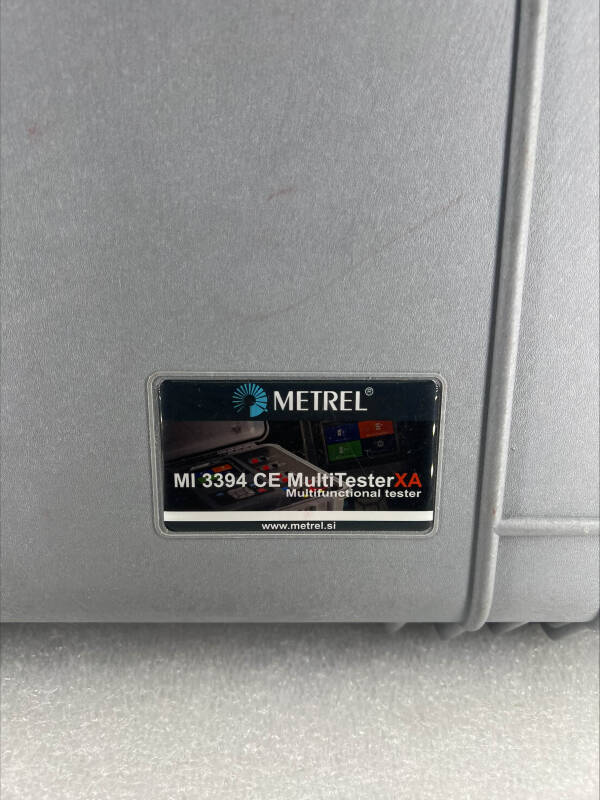 METREL®
MI 3394 CE MultiTesterXA
Multifunctional tester
www.metrel.si